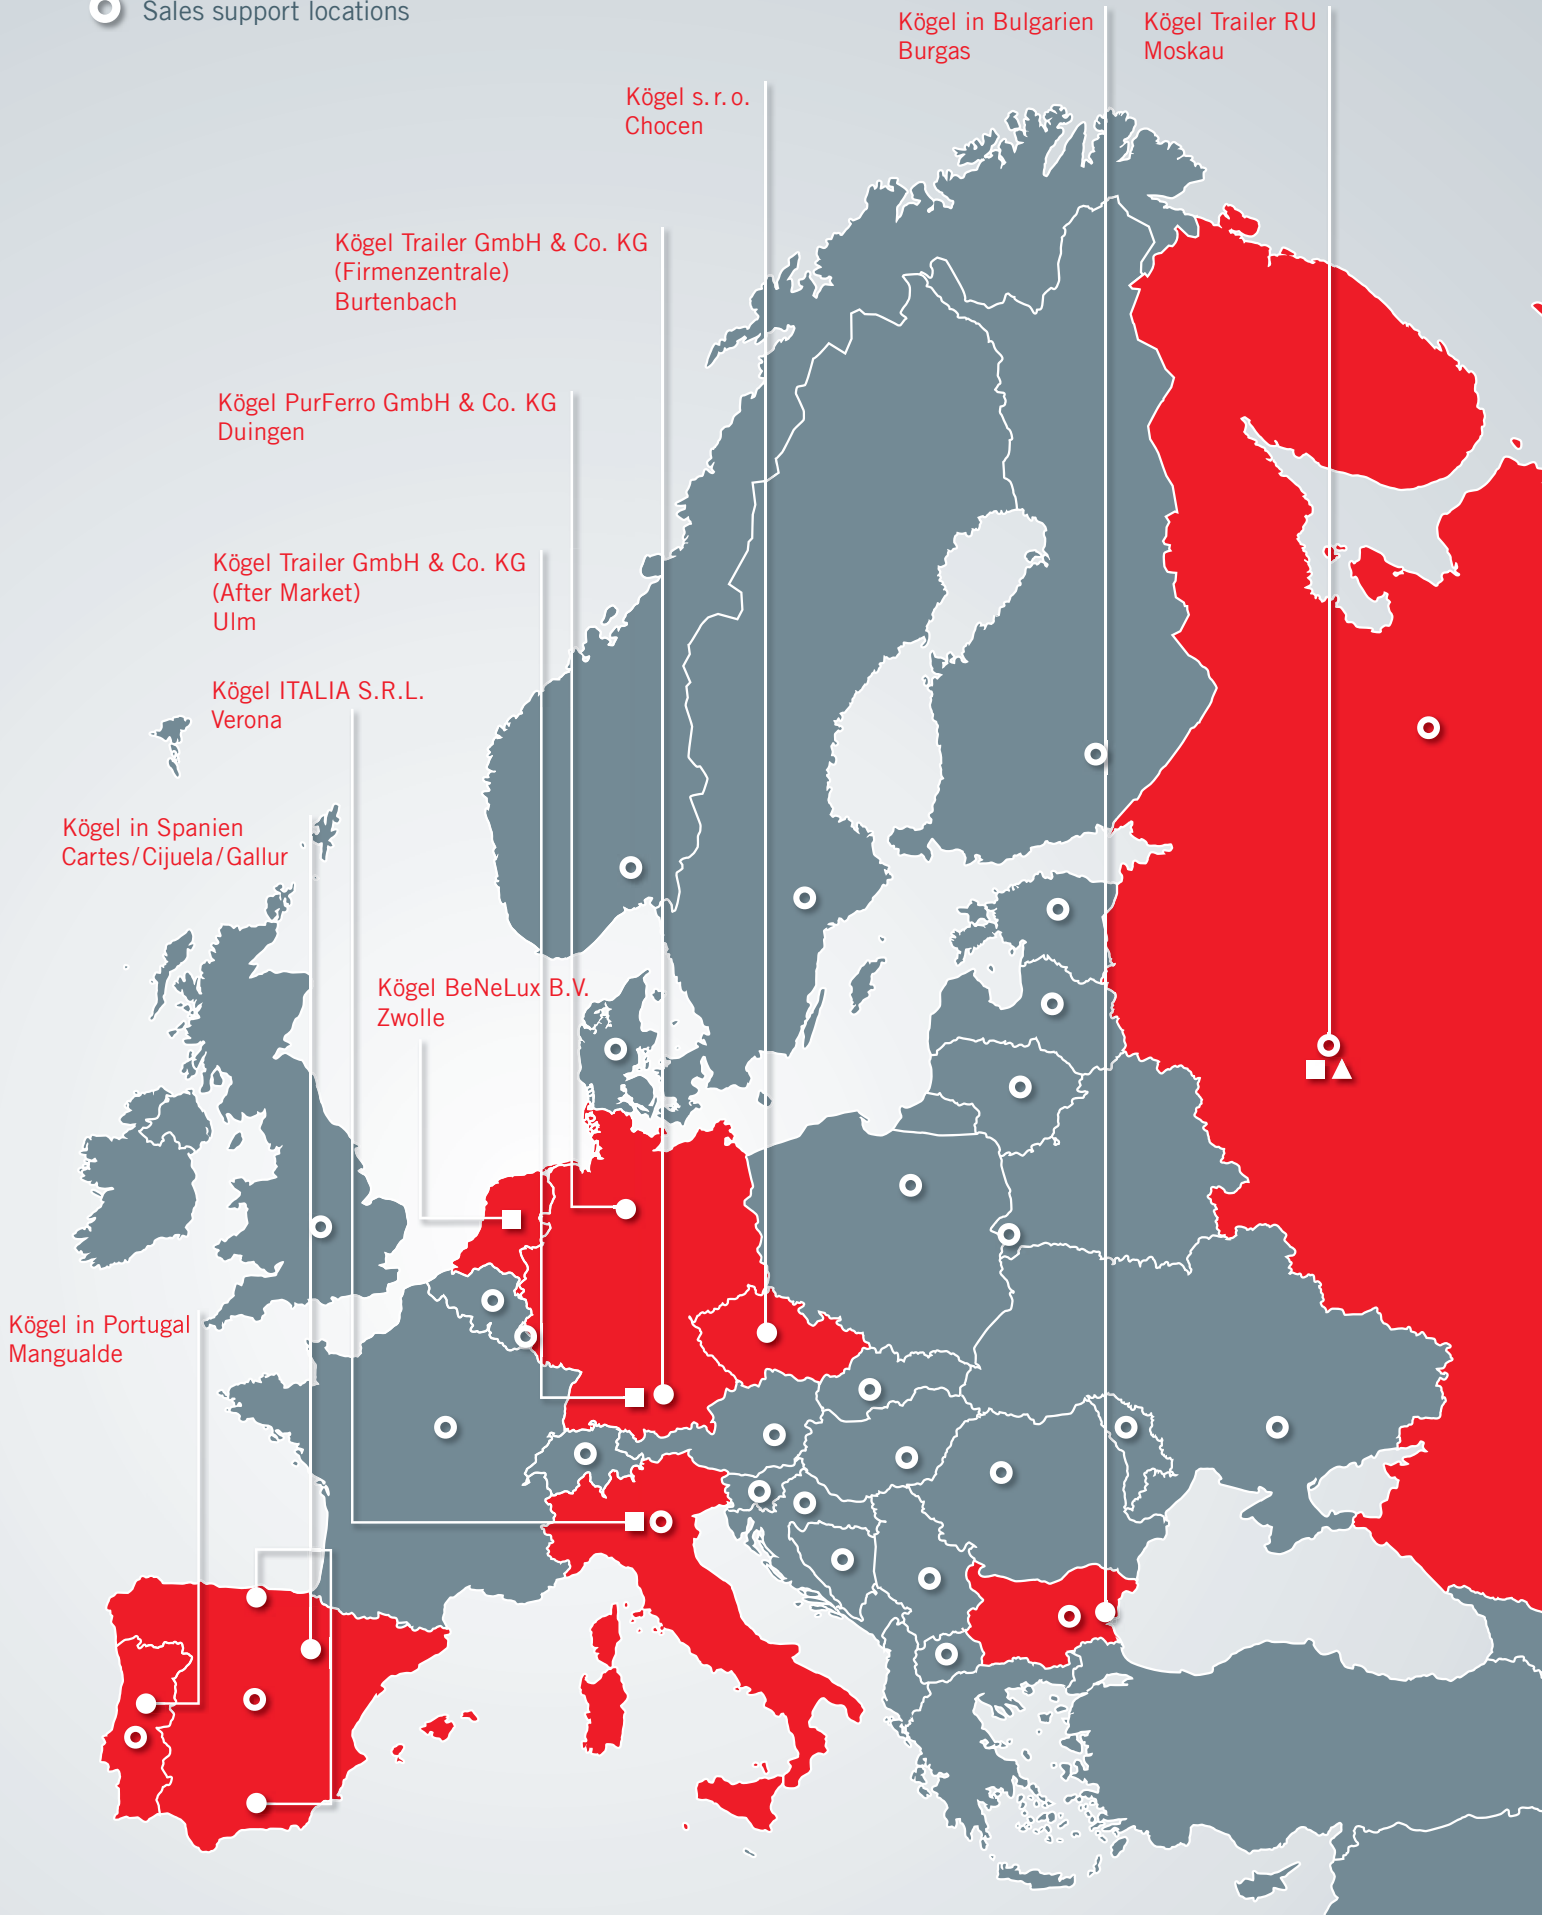 Sales support locations
Kögel in Bulgarien
Burgas
Kögel Trailer RU
Moskau
Kögel s. r. o.
Chocen
Kögel Trailer GmbH & Co. KG
(Firmenzentrale)
Burtenbach
Kögel PurFerro GmbH & Co. KG
Duingen
Kögel Trailer GmbH & Co. KG
(After Market)
Ulm
Kögel ITALIA S.R.L.
Verona
Kögel in Spanien
Cartes/Cijuela/Gallur
Kögel BeNeLux B.V.
Zwolle
Kögel in Portugal
Mangualde